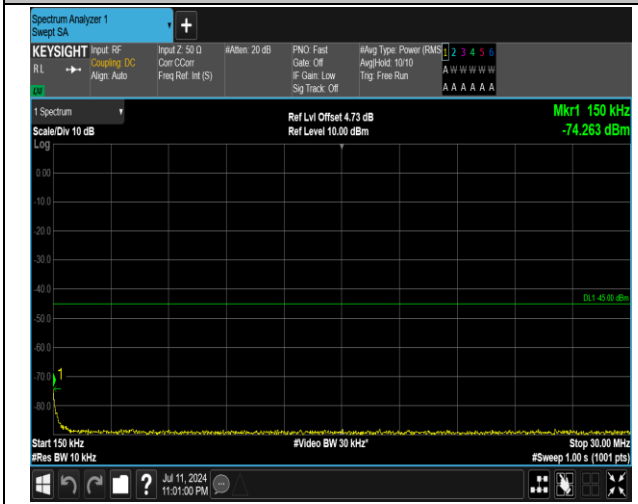 Spectrum Analyzer 1
Swept SA
+
KEYSIGHT
RL
LW
Input: RF
Coupling: DC
Align: Auto
Input Z: 50 Ω
Corr CCorr
Freq Ref: Int (S)
#Atten: 20 dB
PNO: Fast
Gate: Off
IF Gain: Low
Sig Track: Off
#Avg Type: Power (RMS
Avg|Hold: 10/10
Trig: Free Run
1 2 3 4 5 6
A W W W W W
A A A A A A
1 Spectrum
Scale/Div 10 dB
Log
Ref Lvl Offset 4.73 dB
Ref Level 10.00 dBm
Mkr1 150 kHz
-74.263 dBm
0.00
-10.0
-20.0
-30.0
-40.0
DL1 -45.00 dBm
-50.0
-60.0
-70.0
1
-80.0
Start 150 kHz
#Video BW 30 kHz*
Stop 30.00 MHz
#Res BW 10 kHz
#Sweep 1.00 s (1001 pts)
?
Jul 11, 2024
11:01:00 PM